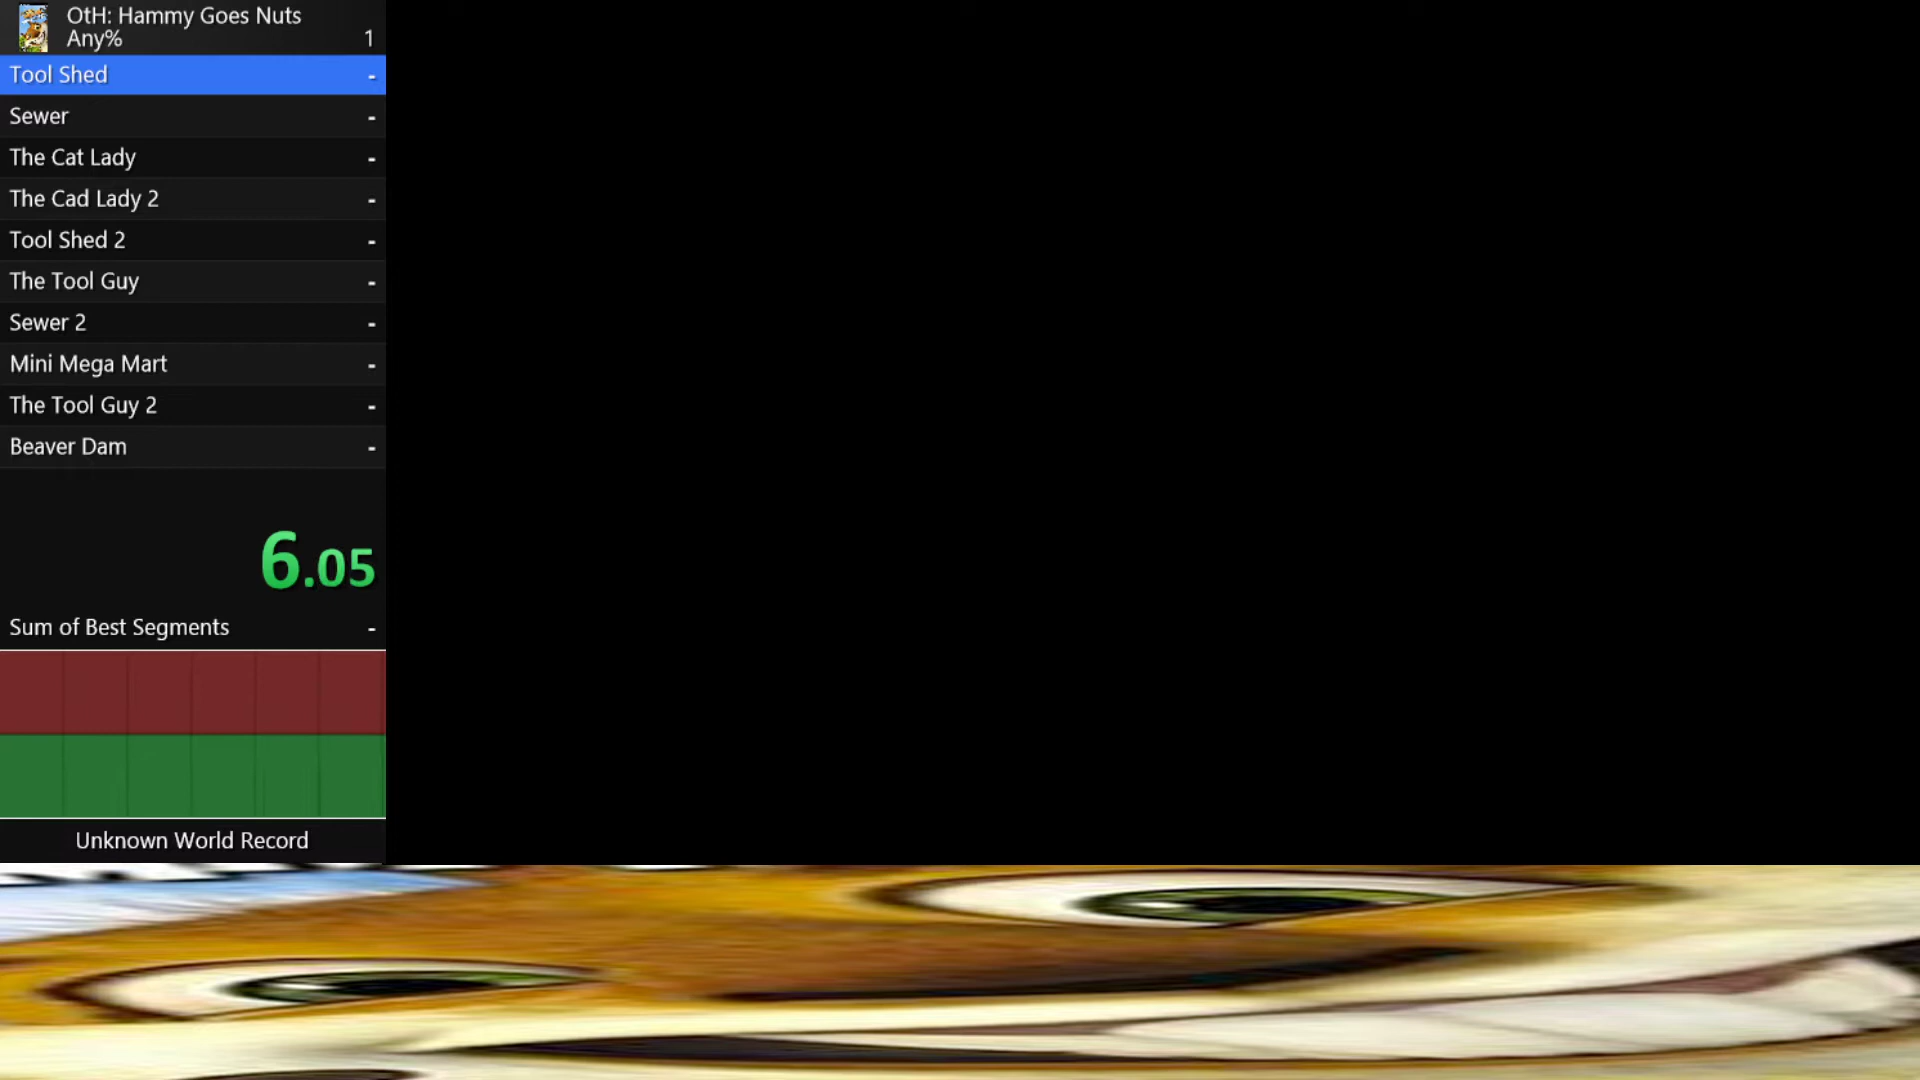 OtH: Hammy Goes Nuts
Any% 1
Tool Shed -
Sewer -
The Cat Lady -
The Cad Lady 2 -
Tool Shed 2 -
The Tool Guy -
Sewer 2 -
Mini Mega Mart -
The Tool Guy 2 -
Beaver Dam -
6.05
Sum of Best Segments -
Unknown World Record